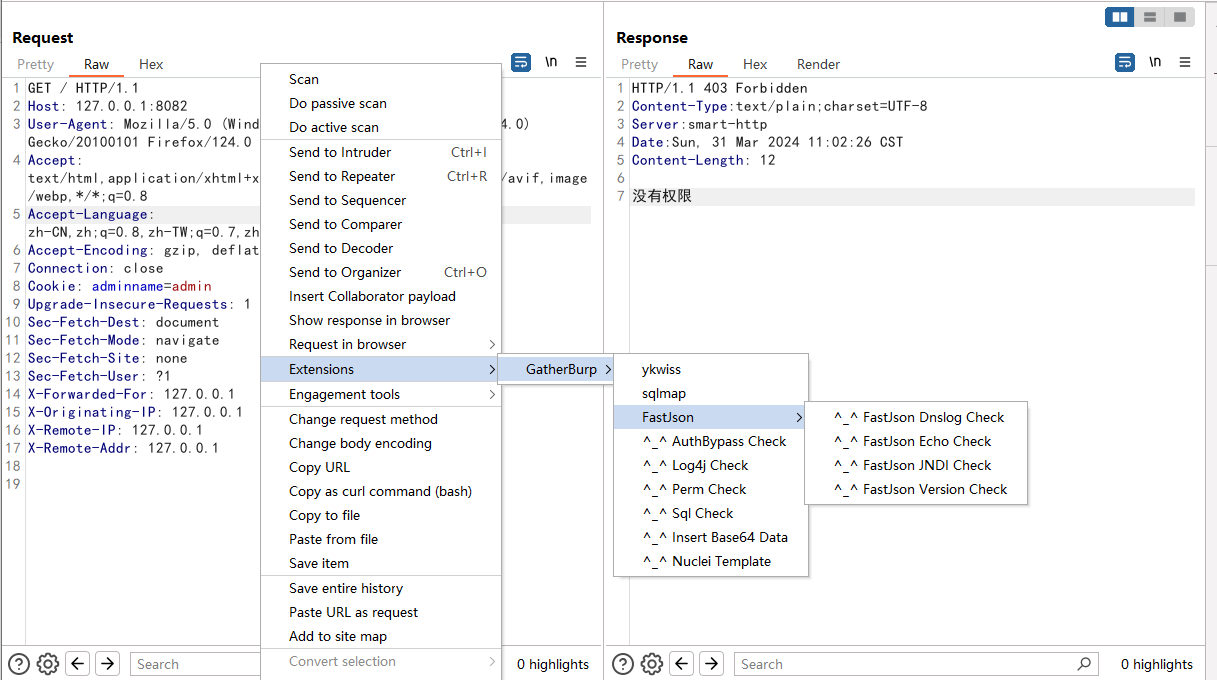 Request
Pretty Raw Hex
\n
1 GET / HTTP/1.1
2 Host: 127.0.0.1:8082
3 User-Agent: Mozilla/5.0 (Wind 4.0)
Gecko/20100101 Firefox/124.0
4 Accept:
text/html,application/xhtml+x /avif,image
/webp,*/*;q=0.8
5 Accept-Language:
zh-CN,zh;q=0.8,zh-TW;q=0.7,zh
6 Accept-Encoding: gzip, deflat
7 Connection: close
8 Cookie: adminname=admin
9 Upgrade-Insecure-Requests: 1
10 Sec-Fetch-Dest: document
11 Sec-Fetch-Mode: navigate
12 Sec-Fetch-Site: none
13 Sec-Fetch-User: ?1
14 X-Forwarded-For: 127.0.0.1
15 X-Originating-IP: 127.0.0.1
16 X-Remote-IP: 127.0.0.1
17 X-Remote-Addr: 127.0.0.1
18
19
Search
0 highlights
Scan
Do passive scan
Do active scan
Send to Intruder Ctrl+I
Send to Repeater Ctrl+R
Send to Sequencer
Send to Comparer
Send to Decoder
Send to Organizer Ctrl+O
Insert Collaborator payload
Show response in browser
Request in browser
Extensions
Engagement tools
Change request method
Change body encoding
Copy URL
Copy as curl command (bash)
Copy to file
Paste from file
Save item
Save entire history
Paste URL as request
Add to site map
Convert selection
GatherBurp
ykwiss
sqlmap
FastJson
^_^ AuthBypass Check
^_^ Log4j Check
^_^ Perm Check
^_^ Sql Check
^_^ Insert Base64 Data
^_^ Nuclei Template
^_^ FastJson Dnslog Check
^_^ FastJson Echo Check
^_^ FastJson JNDI Check
^_^ FastJson Version Check
Response
Pretty Raw Hex Render
\n
1 HTTP/1.1 403 Forbidden
2 Content-Type:text/plain;charset=UTF-8
3 Server:smart-http
4 Date:Sun, 31 Mar 2024 11:02:26 CST
5 Content-Length: 12
6
7 没有权限
Search
0 highlights